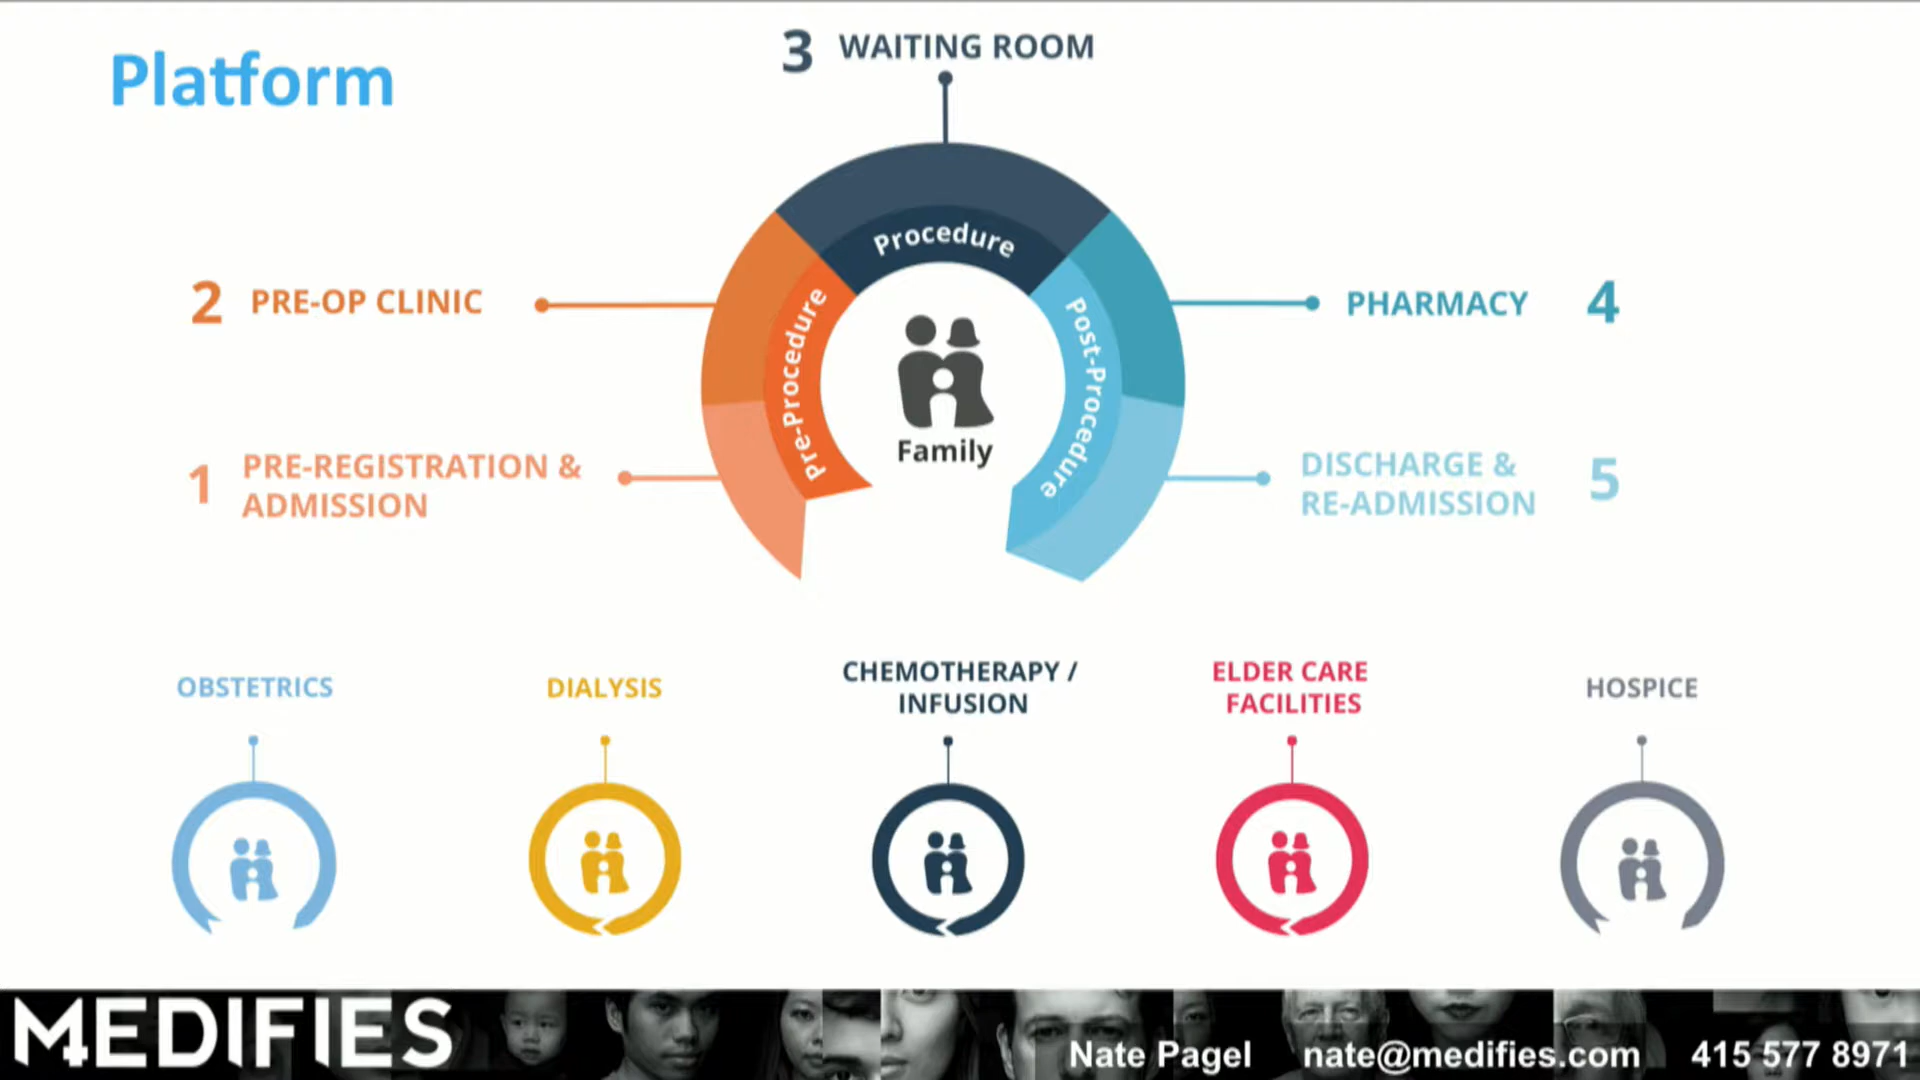 Platform
3 WAITING ROOM
Procedure
2 PRE-OP CLINIC
Pre-Procedure
Post-Procedure
PHARMACY 4
Family
1 PRE-REGISTRATION &
ADMISSION
DISCHARGE & 5
RE-ADMISSION
OBSTETRICS
DIALYSIS
CHEMOTHERAPY /
INFUSION
ELDER CARE
FACILITIES
HOSPICE
MEDIFIES
Nate Pagel nate@medifies.com 415 577 8971